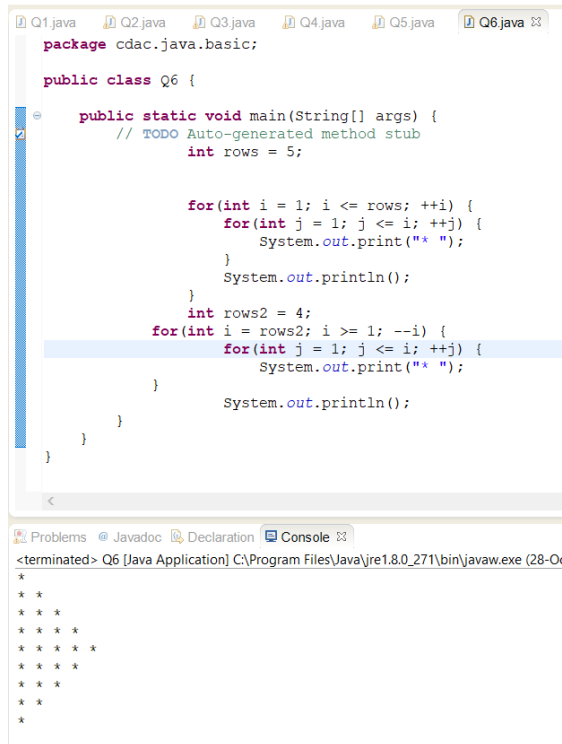 Q1.java Q2.java Q3.java Q4.java Q5.java Q6.java
package cdac.java.basic;
public class Q6 {
public static void main(String[] args) {
// TODO Auto-generated method stub
int rows = 5;
for(int i = 1; i <= rows; ++i) {
for(int j = 1; j <= i; ++j) {
System.out.print("* ");
}
System.out.println();
}
int rows2 = 4;
for(int i = rows2; i >= 1; --i) {
for(int j = 1; j <= i; ++j) {
System.out.print("* ");
}
System.out.println();
}
}
}
Problems @ Javadoc Declaration Console
<terminated> Q6 [Java Application] C:\Program Files\Java\jre1.8.0_271\bin\javaw.exe (28-Oc
*
* *
* * *
* * * *
* * * * *
* * * *
* * *
* *
*